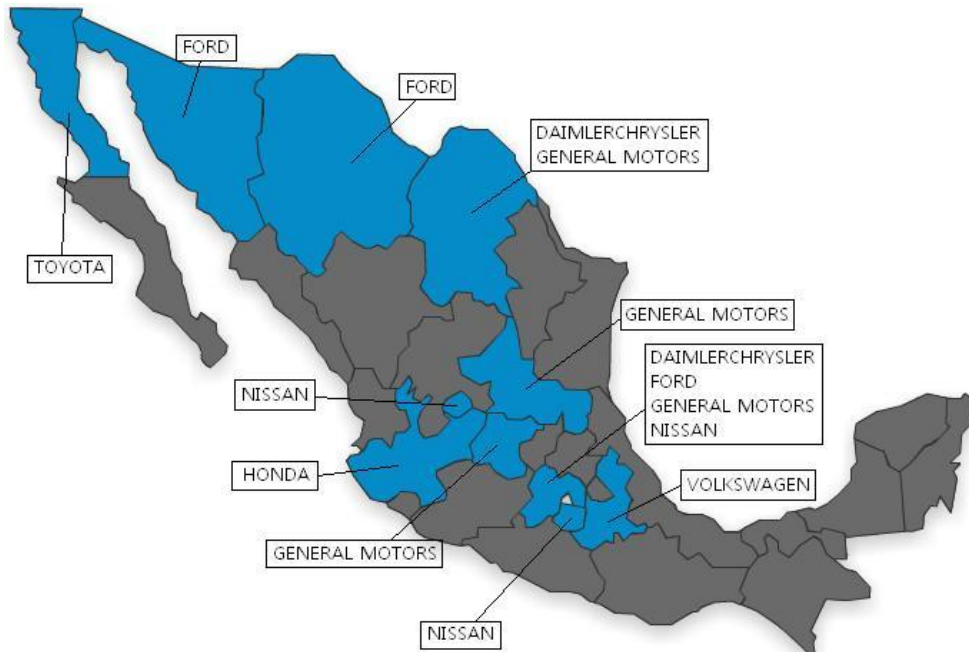 FORD
FORD
DAIMLERCHRYSLER
GENERAL MOTORS
TOYOTA
GENERAL MOTORS
DAIMLERCHRYSLER
FORD
GENERAL MOTORS
NISSAN
NISSAN
HONDA
VOLKSWAGEN
GENERAL MOTORS
NISSAN